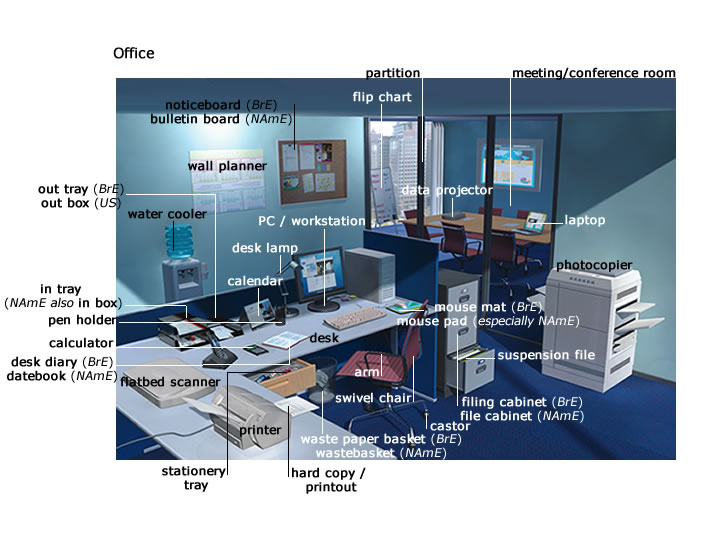 Office
partition
meeting/conference room
flip chart
noticeboard (BrE)
bulletin board (NAmE)
wall planner
out tray (BrE)
out box (US)
data projector
water cooler
PC / workstation
laptop
desk lamp
photocopier
calendar
in tray
(NAmE also in box)
mouse mat (BrE)
mouse pad (especially NAmE)
pen holder
desk
calculator
suspension file
desk diary (BrE)
datebook (NAmE)
flatbed scanner
arm
swivel chair
filing cabinet (BrE)
file cabinet (NAmE)
castor
printer
waste paper basket (BrE)
wastebasket (NAmE)
stationery
tray
hard copy /
printout